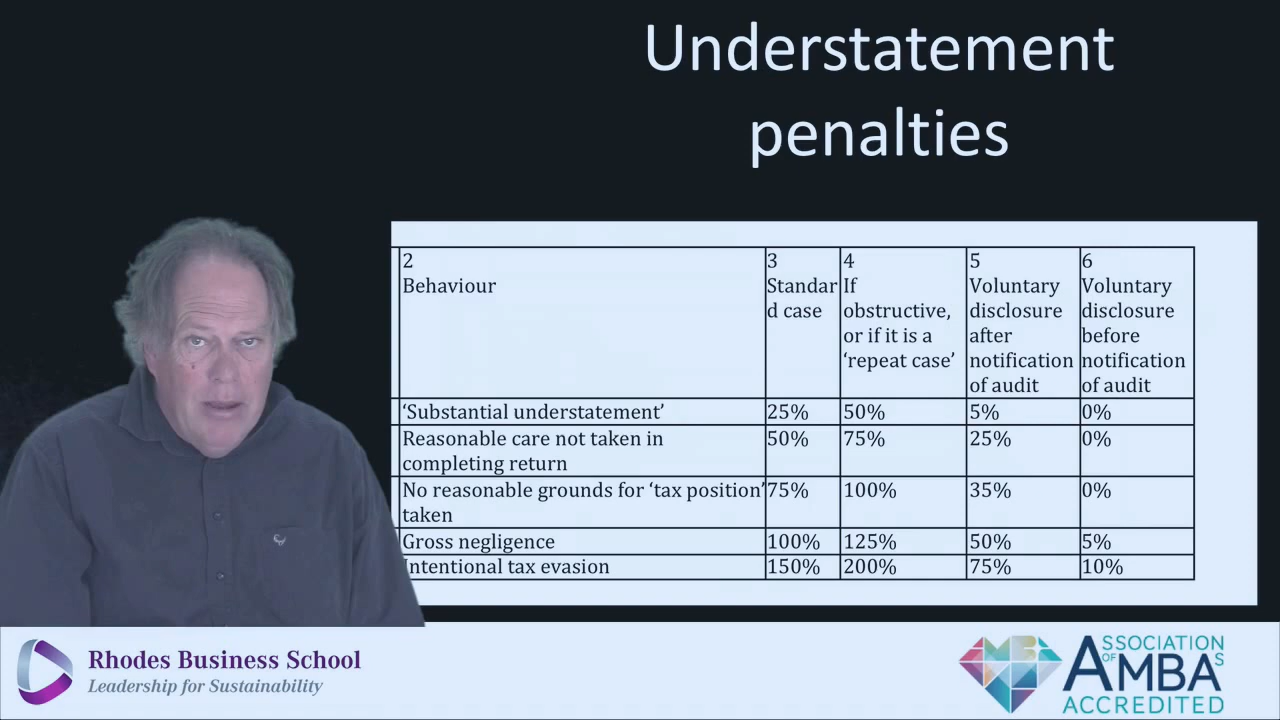 Understatement
penalties
2
Behaviour
3
Standar
d case
4
If
obstructive,
or if it is a
‘repeat case’
5
Voluntary
disclosure
after
notification
of audit
6
Voluntary
disclosure
before
notification
of audit
‘Substantial understatement’ 25% 50% 5% 0%
Reasonable care not taken in
completing return
50% 75% 25% 0%
No reasonable grounds for ‘tax position’
taken
75% 100% 35% 0%
Gross negligence 100% 125% 50% 5%
Intentional tax evasion 150% 200% 75% 10%
Rhodes Business School
Leadership for Sustainability
ASSOCIATION
OF AMBAS
ACCREDITED